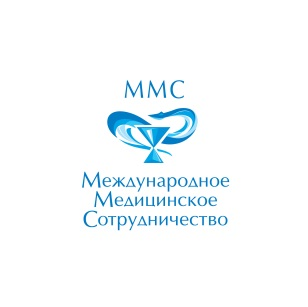 ММС
Международное
Медицинское
Сотрудничество